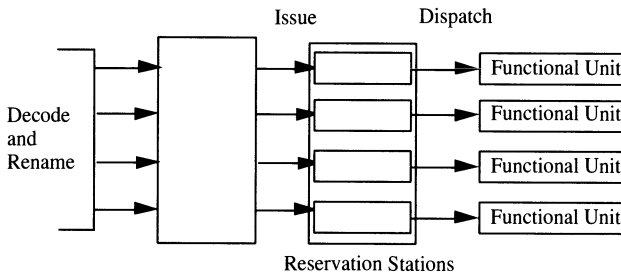 Issue
Dispatch
Decode
and
Rename
Functional Unit
Functional Unit
Functional Unit
Functional Unit
Reservation Stations